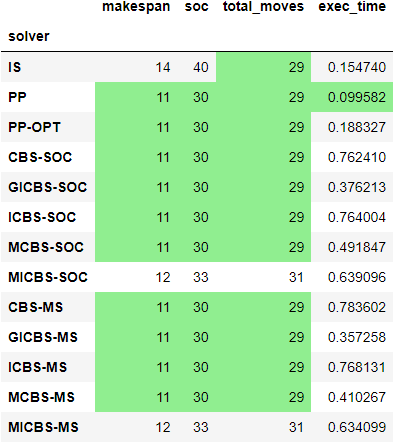 makespan soc total_moves exec_time
solver
IS 14 40 29 0.154740
PP 11 30 29 0.099582
PP-OPT 11 30 29 0.188327
CBS-SOC 11 30 29 0.762410
GICBS-SOC 11 30 29 0.376213
ICBS-SOC 11 30 29 0.764004
MCBS-SOC 11 30 29 0.491847
MICBS-SOC 12 33 31 0.639096
CBS-MS 11 30 29 0.783602
GICBS-MS 11 30 29 0.357258
ICBS-MS 11 30 29 0.768131
MCBS-MS 11 30 29 0.410267
MICBS-MS 12 33 31 0.634099